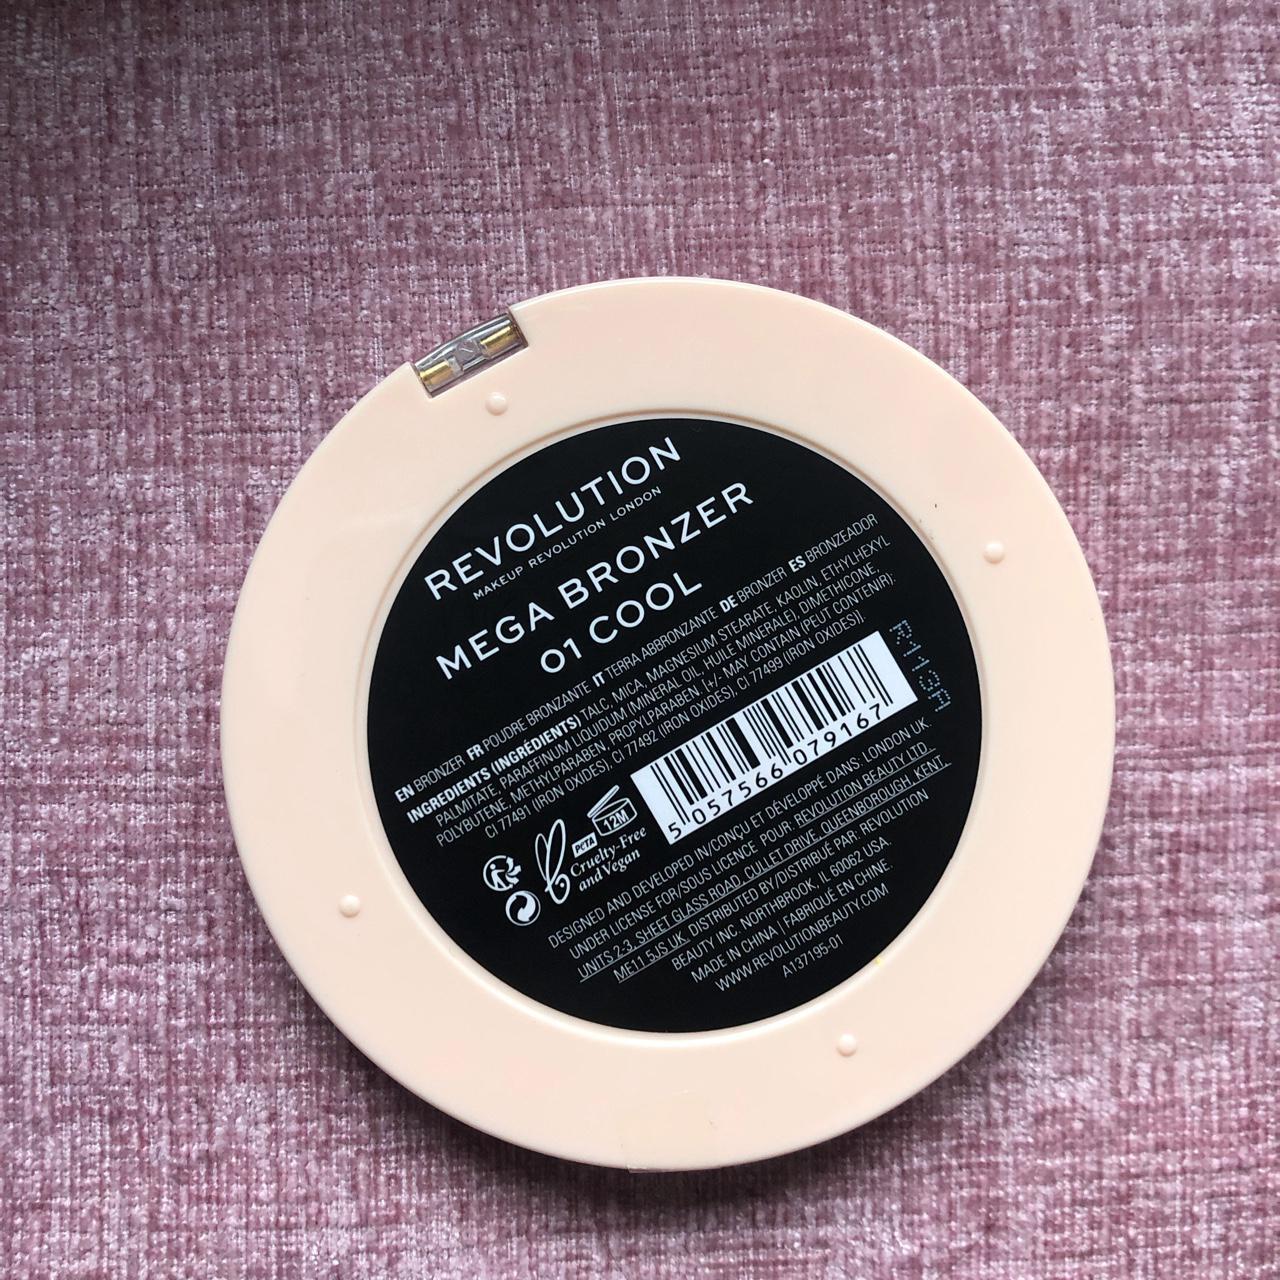 REVOLUTION
MAKEUP REVOLUTION LONDON
MEGA BRONZER
01 COOL
EN BRONZER FR POUDRE BRONZANTE IT TERRA ABBRONZANTE DE BRONZER ES BRONZEADOR
INGREDIENTS (INGRÉDIENTS) TALC, MICA, MAGNESIUM STEARATE, KAOLIN, ETHYLHEXYL
PALMITATE, PARAFFINUM LIQUIDUM (MINERAL OIL, HUILE MINERALE), DIMETHICONE,
POLYBUTENE, METHYLPARABEN, PROPYLPARABEN. [+/- MAY CONTAIN (PEUT CONTENIR):
CI 77491 (IRON OXIDES), CI 77492 (IRON OXIDES), CI 77499 (IRON OXIDES)].
5 057566 079167
12M
PETA
Cruelty-Free
and Vegan
DESIGNED AND DEVELOPED IN/CONÇU ET DÉVELOPPÉ DANS: LONDON UK.
UNDER LICENSE FOR/SOUS LICENCE POUR: REVOLUTION BEAUTY LTD.
UNITS 2-3, SHEET GLASS ROAD, CULLET DRIVE, QUEENBOROUGH, KENT,
ME11 5JS UK. DISTRIBUTED BY/DISTRIBUÉ PAR: REVOLUTION
BEAUTY INC. NORTHBROOK, IL 60062 USA.
MADE IN CHINA | FABRIQUÉ EN CHINE
WWW.REVOLUTIONBEAUTY.COM
A137195-01